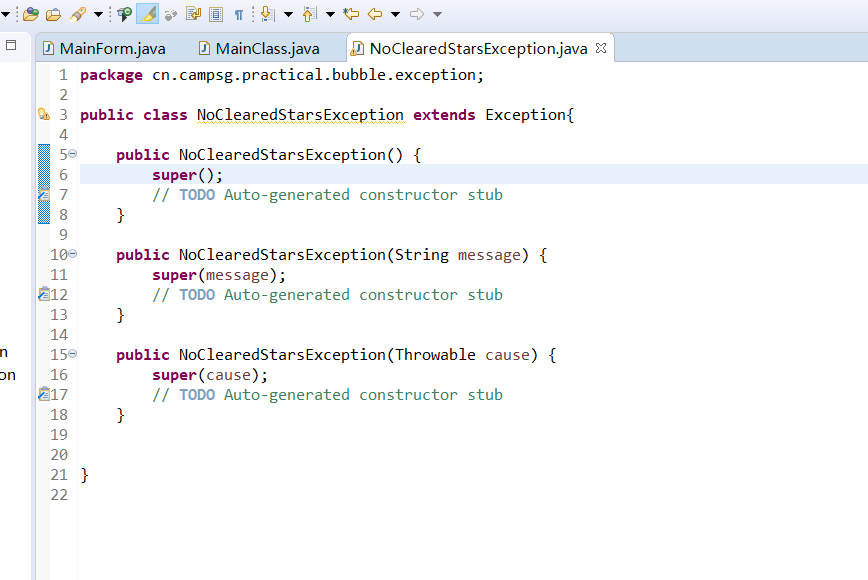 MainForm.java MainClass.java NoClearedStarsException.java
1 package cn.campsg.practical.bubble.exception;
2
3 public class NoClearedStarsException extends Exception{
4
5 public NoClearedStarsException() {
6 super();
7 // TODO Auto-generated constructor stub
8 }
9
10 public NoClearedStarsException(String message) {
11 super(message);
12 // TODO Auto-generated constructor stub
13 }
14
n
15 public NoClearedStarsException(Throwable cause) {
on
16 super(cause);
17 // TODO Auto-generated constructor stub
18 }
19
20
21 }
22